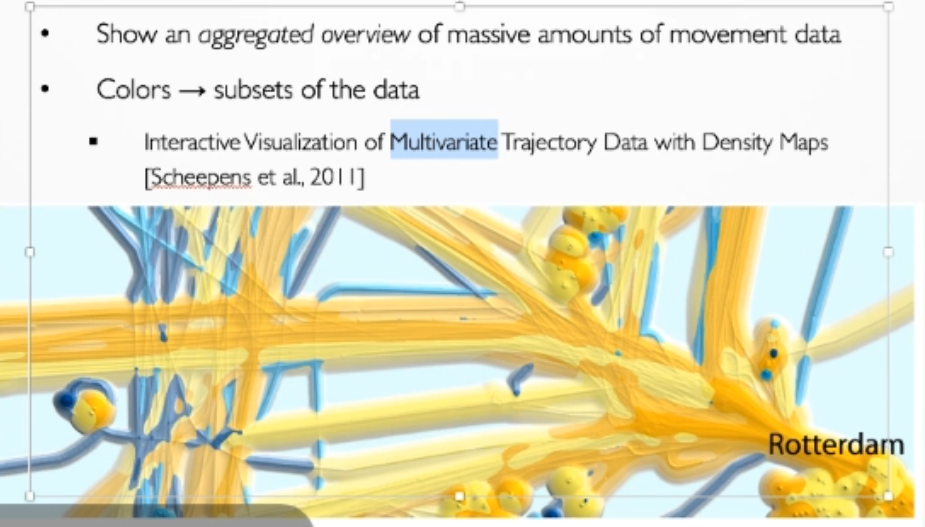 • Show an aggregated overview of massive amounts of movement data
• Colors → subsets of the data
▪ Interactive Visualization of Multivariate Trajectory Data with Density Maps
[Scheepens et al., 2011]
Rotterdam